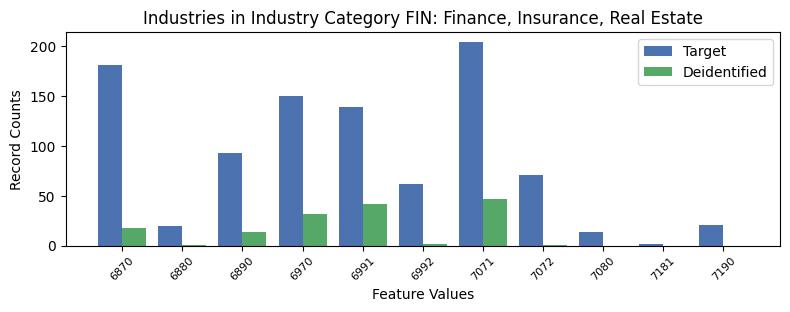 Industries in Industry Category FIN: Finance, Insurance, Real Estate
Target
Deidentified
Record Counts
200
150
100
50
0
6870 6880 6890 6970 6991 6992 7071 7072 7080 7181 7190
Feature Values